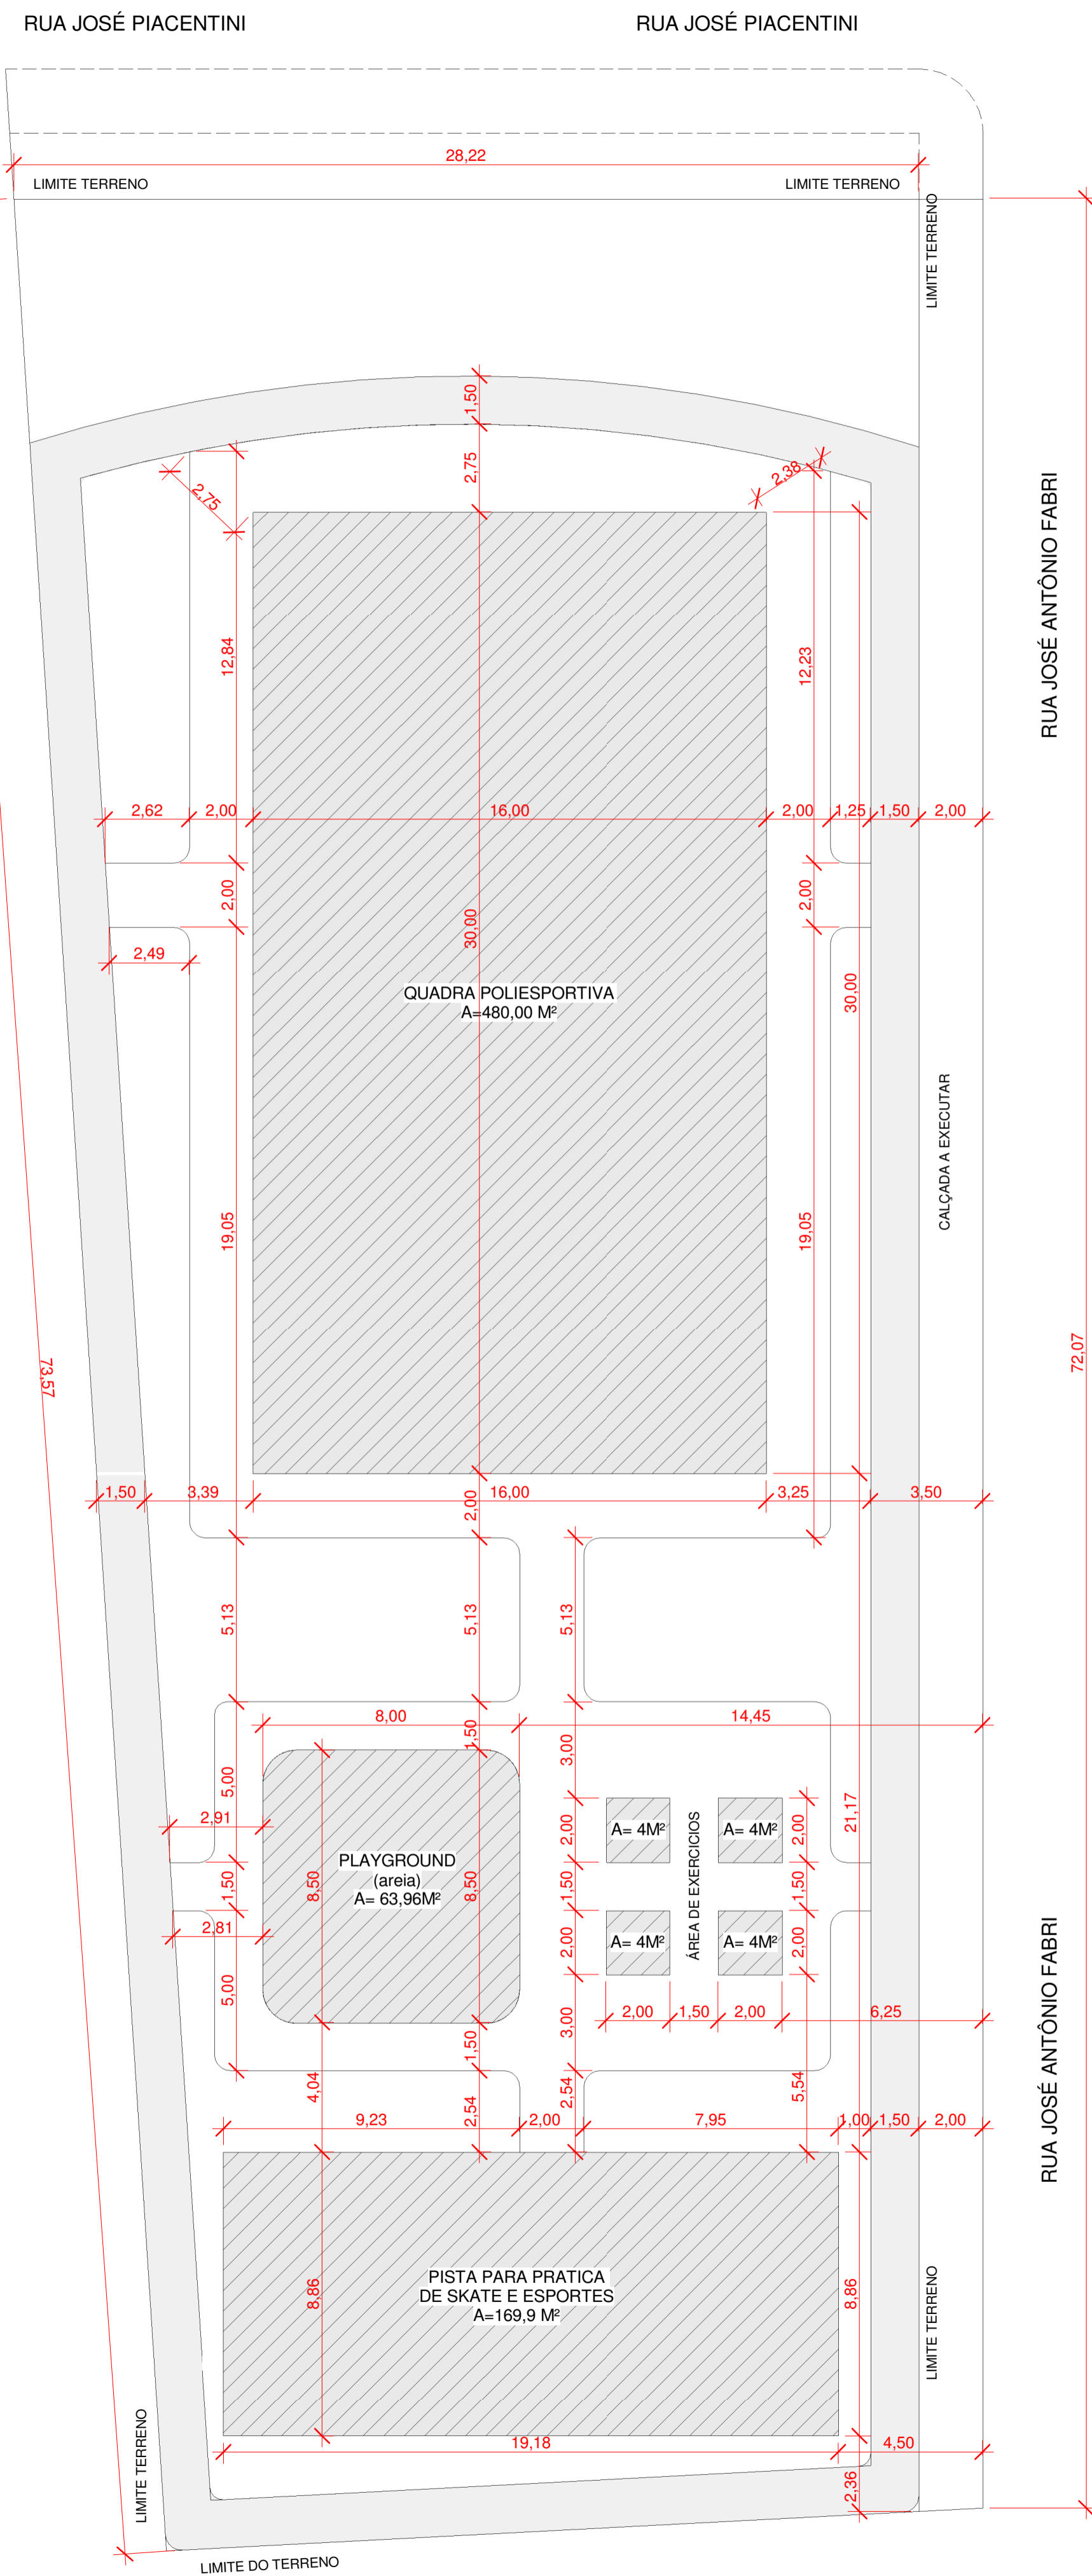 RUA JOSÉ PIACENTINI
RUA JOSÉ PIACENTINI
28,22
LIMITE TERRENO
LIMITE TERRENO
LIMITE TERRENO
1,50
2,75
2,75
2,38
RUA JOSÉ ANTÔNIO FABRI
12,84
12,23
2,62
2,00
16,00
2,00
1,25
1,50
2,00
2,00
2,00
2,49
30,00
30,00
QUADRA POLIESPORTIVA
A=480,00 M²
CALÇADA A EXECUTAR
19,05
19,05
73,57
72,07
1,50
3,39
2,00
16,00
3,25
3,50
5,13
5,13
5,13
8,00
14,45
1,50
3,00
5,00
2,91
21,17
2,00
A= 4M²
A= 4M²
2,00
PLAYGROUND
(areia)
A= 63,96M²
8,50
8,50
ÁREA DE EXERCICIOS
1,50
1,50
1,50
2,81
2,00
A= 4M²
A= 4M²
2,00
5,00
2,00
1,50
2,00
6,25
3,00
1,50
4,04
2,54
2,54
5,54
9,23
2,00
7,95
1,00
1,50
2,00
RUA JOSÉ ANTÔNIO FABRI
PISTA PARA PRATICA
DE SKATE E ESPORTES
A=169,9 M²
8,86
8,86
LIMITE TERRENO
19,18
4,50
2,36
LIMITE TERRENO
LIMITE DO TERRENO